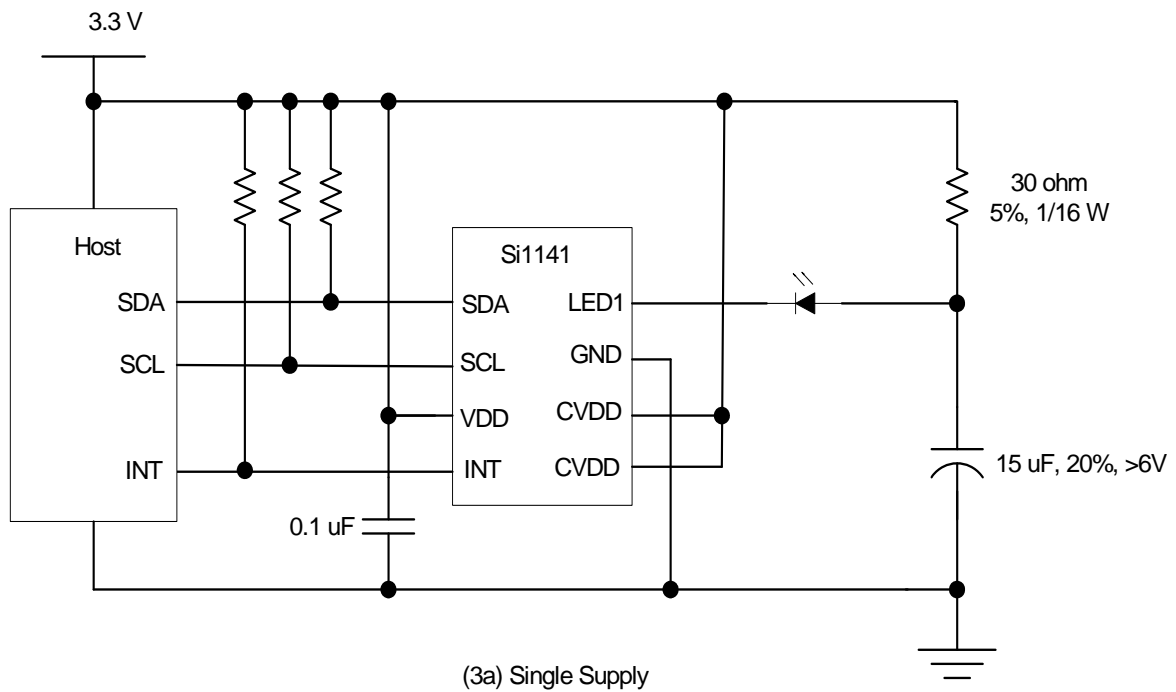 3.3 V
30 ohm
5%, 1/16 W
Host
Si1141
SDA
SDA
LED1
SCL
SCL
GND
VDD
CVDD
INT
INT
CVDD
15 uF, 20%, >6V
0.1 uF
(3a) Single Supply